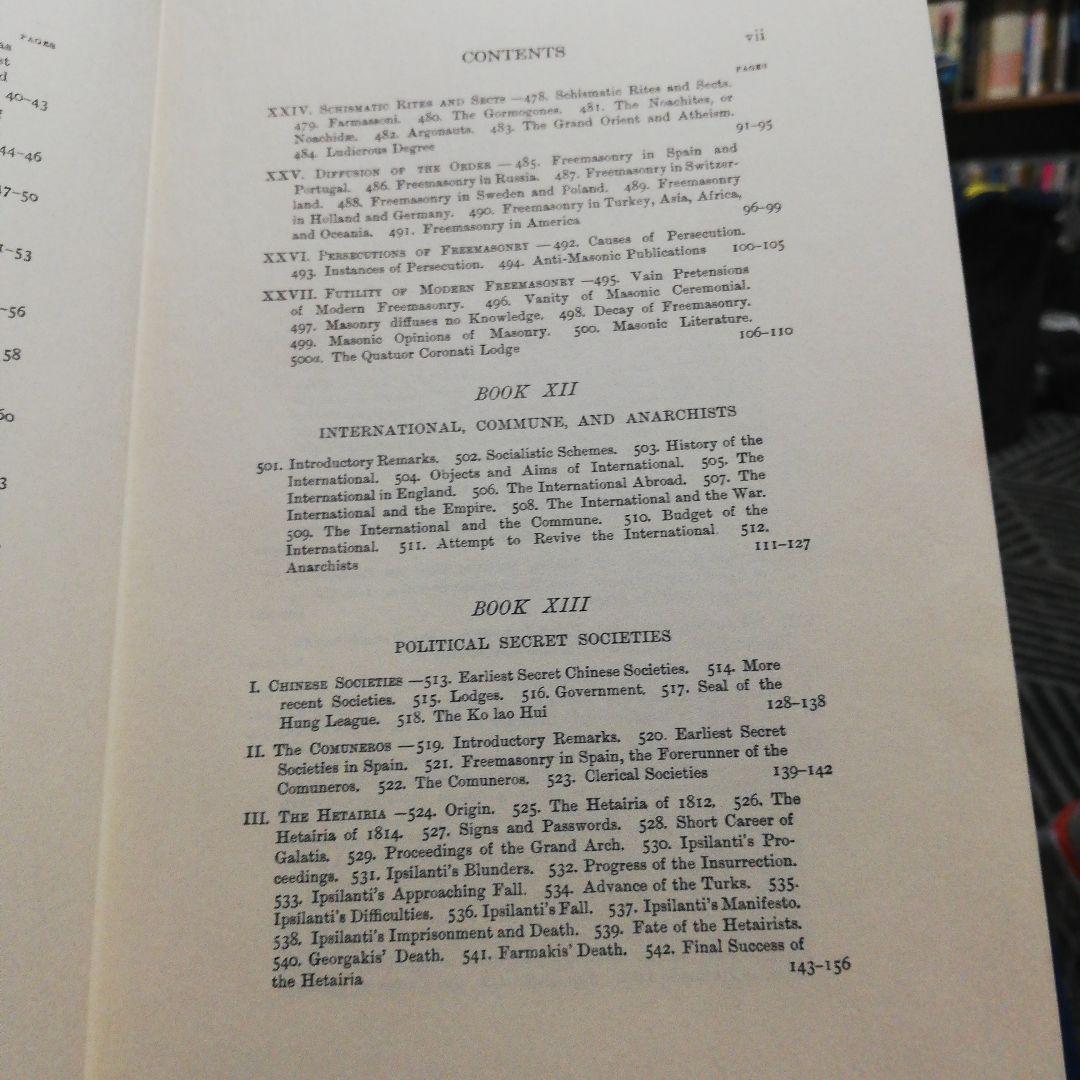 PAGES
40–43
44–46
58
CONTENTS
vii
PAGES
XXIV. SCHISMATIC RITES AND SECTS —478. Schismatic Rites and Sects.
479. Farmassoni. 480. The Gormogones. 481. The Noachites, or
Noachidæ. 482. Argonauts. 483. The Grand Orient and Atheism.
484. Ludicrous Degree
91–95
XXV. DIFFUSION OF THE ORDER —485. Freemasonry in Spain and
Portugal. 486. Freemasonry in Russia. 487. Freemasonry in Switzer-
land. 488. Freemasonry in Sweden and Poland. 489. Freemasonry
in Holland and Germany. 490. Freemasonry in Turkey, Asia, Africa,
and Oceania. 491. Freemasonry in America
96–99
XXVI. PERSECUTIONS OF FREEMASONRY —492. Causes of Persecution.
493. Instances of Persecution. 494. Anti-Masonic Publications 100–105
XXVII. FUTILITY OF MODERN FREEMASONRY —495. Vain Pretensions
of Modern Freemasonry. 496. Vanity of Masonic Ceremonial.
497. Masonry diffuses no Knowledge. 498. Decay of Freemasonry.
499. Masonic Opinions of Masonry. 500. Masonic Literature.
500a. The Quatuor Coronati Lodge 106–110
BOOK XII
INTERNATIONAL, COMMUNE, AND ANARCHISTS
501. Introductory Remarks. 502. Socialistic Schemes. 503. History of the
International. 504. Objects and Aims of International. 505. The
International in England. 506. The International Abroad. 507. The
International and the Empire. 508. The International and the War.
509. The International and the Commune. 510. Budget of the
International. 511. Attempt to Revive the International. 512.
Anarchists 111–127
BOOK XIII
POLITICAL SECRET SOCIETIES
I. CHINESE SOCIETIES —513. Earliest Secret Chinese Societies. 514. More
recent Societies. 515. Lodges. 516. Government. 517. Seal of the
Hung League. 518. The Ko lao Hui 128–138
II. The COMUNEROS —519. Introductory Remarks. 520. Earliest Secret
Societies in Spain. 521. Freemasonry in Spain, the Forerunner of the
Comuneros. 522. The Comuneros. 523. Clerical Societies 139–142
III. THE HETAIRIA —524. Origin. 525. The Hetairia of 1812. 526. The
Hetairia of 1814. 527. Signs and Passwords. 528. Short Career of
Galatis. 529. Proceedings of the Grand Arch. 530. Ipsilanti's Pro-
ceedings. 531. Ipsilanti's Blunders. 532. Progress of the Insurrection.
533. Ipsilanti's Approaching Fall. 534. Advance of the Turks. 535.
Ipsilanti's Difficulties. 536. Ipsilanti's Fall. 537. Ipsilanti's Manifesto.
538. Ipsilanti's Imprisonment and Death. 539. Fate of the Hetairists.
540. Georgakis' Death. 541. Farmakis' Death. 542. Final Success of
the Hetairia 143–156